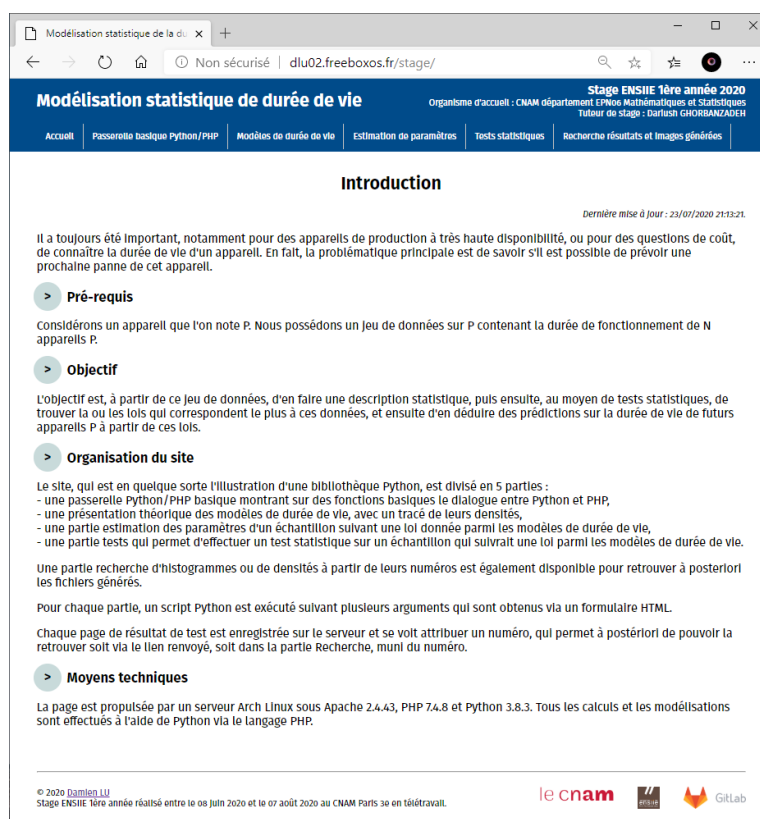 Modélisation statistique de la du
Non sécurisé | dlu02.freeboxos.fr/stage/
Modélisation statistique de durée de vie
Stage ENSIIE 1ère année 2020
Organisme d'accueil : CNAM département EPN06 Mathématiques et Statistiques
Tuteur de stage : Dariush GHORBANZADEH
Accueil
Passerelle basique Python/PHP
Modèles de durée de vie
Estimation de paramètres
Tests statistiques
Recherche résultats et images générées
Introduction
Dernière mise à jour : 23/07/2020 21:13:21.
Il a toujours été important, notamment pour des appareils de production à très haute disponibilité, ou pour des questions de coût,
de connaître la durée de vie d'un appareil. En fait, la problématique principale est de savoir s'il est possible de prévoir une
prochaine panne de cet appareil.
> Pré-requis
Considérons un appareil que l'on note P. Nous possédons un jeu de données sur P contenant la durée de fonctionnement de N
appareils P.
> Objectif
L'objectif est, à partir de ce jeu de données, d'en faire une description statistique, puis ensuite, au moyen de tests statistiques, de
trouver la ou les lois qui correspondent le plus à ces données, et ensuite d'en déduire des prédictions sur la durée de vie de futurs
appareils P à partir de ces lois.
> Organisation du site
Le site, qui est en quelque sorte l'illustration d'une bibliothèque Python, est divisé en 5 parties :
- une passerelle Python/PHP basique montrant sur des fonctions basiques le dialogue entre Python et PHP,
- une présentation théorique des modèles de durée de vie, avec un tracé de leurs densités,
- une partie estimation des paramètres d'un échantillon suivant une loi donnée parmi les modèles de durée de vie,
- une partie tests qui permet d'effectuer un test statistique sur un échantillon qui suivrait une loi parmi les modèles de durée de vie.
Une partie recherche d'histogrammes ou de densités à partir de leurs numéros est également disponible pour retrouver à posteriori
les fichiers générés.
Pour chaque partie, un script Python est exécuté suivant plusieurs arguments qui sont obtenus via un formulaire HTML.
Chaque page de résultat de test est enregistrée sur le serveur et se voit attribuer un numéro, qui permet à postériori de pouvoir la
retrouver soit via le lien renvoyé, soit dans la partie Recherche, muni du numéro.
> Moyens techniques
La page est propulsée par un serveur Arch Linux sous Apache 2.4.43, PHP 7.4.8 et Python 3.8.3. Tous les calculs et les modélisations
sont effectués à l'aide de Python via le langage PHP.
© 2020 Damien LU
Stage ENSIIE 1ère année réalisé entre le 08 juin 2020 et le 07 août 2020 au CNAM Paris 3e en télétravail.
le cnam
ensiie
GitLab